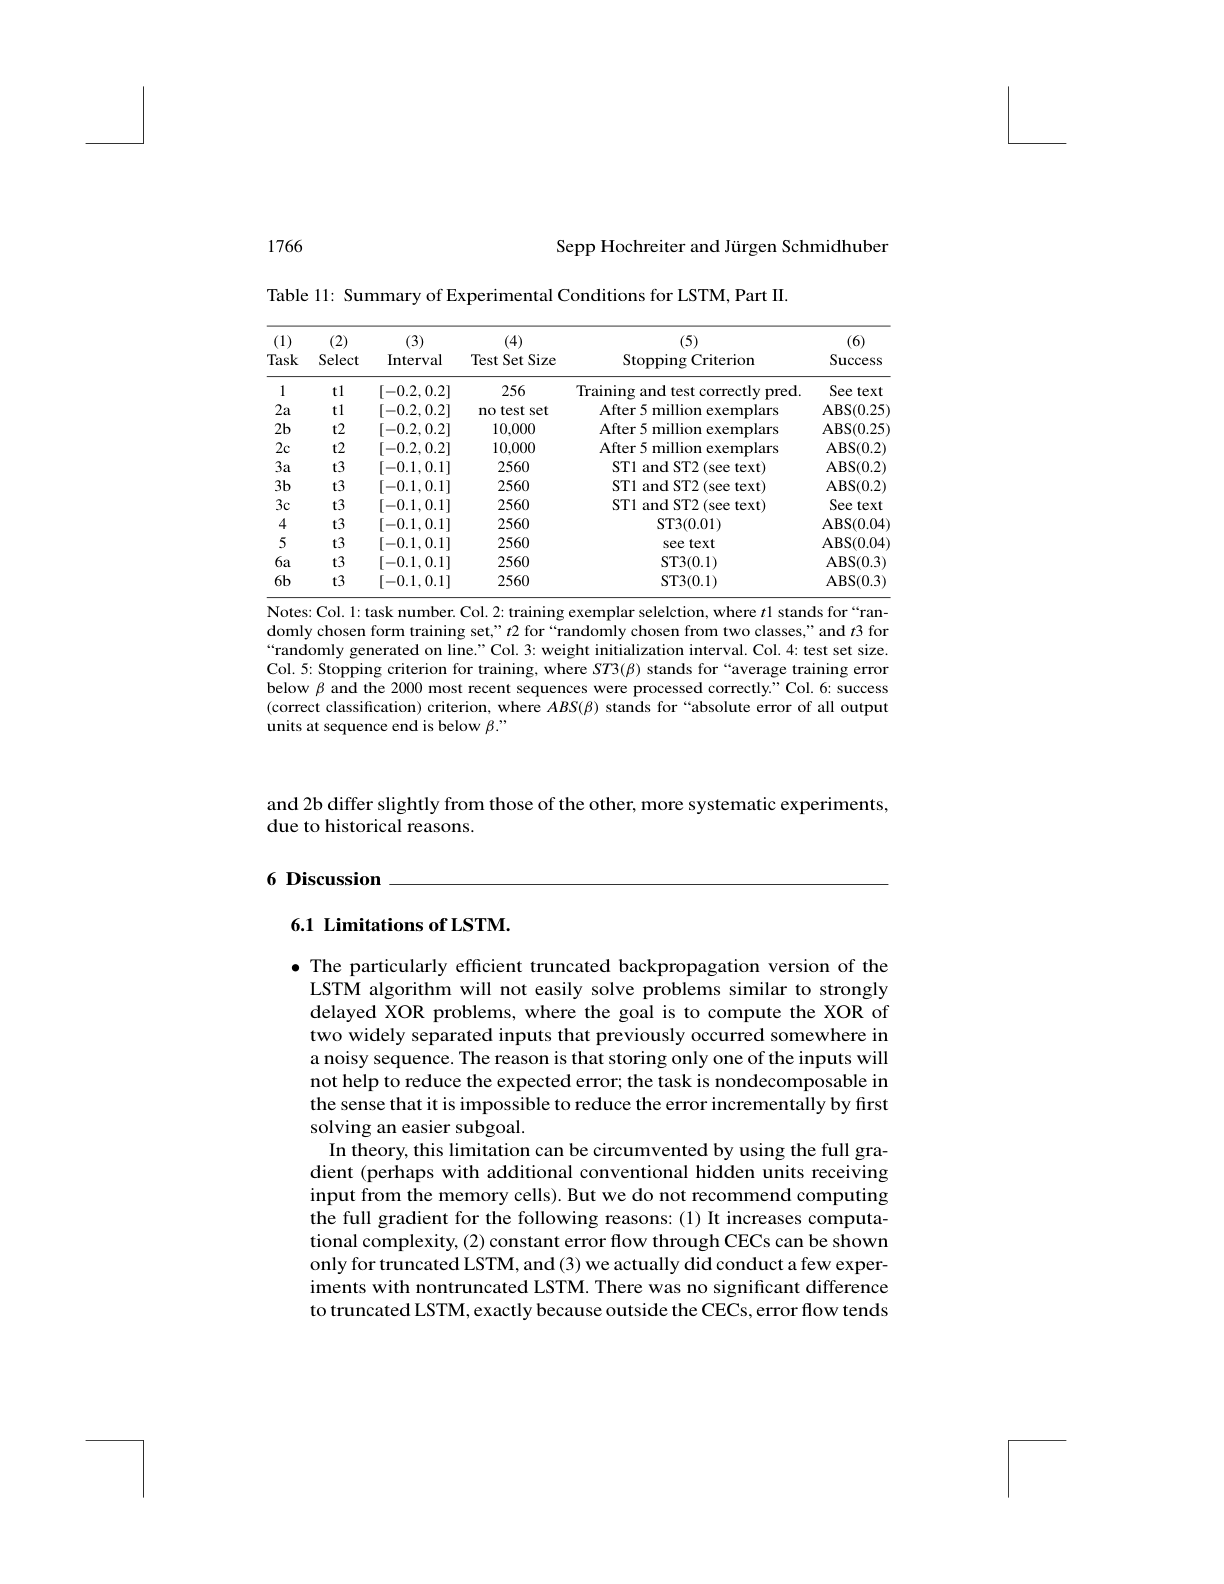 1766 Sepp Hochreiter and Jürgen Schmidhuber
Table 11: Summary of Experimental Conditions for LSTM, Part II.
(1) (2) (3) (4) (5) (6)
Task Select Interval Test Set Size Stopping Criterion Success
1 t1 [−0.2, 0.2] 256 Training and test correctly pred. See text
2a t1 [−0.2, 0.2] no test set After 5 million exemplars ABS(0.25)
2b t2 [−0.2, 0.2] 10,000 After 5 million exemplars ABS(0.25)
2c t2 [−0.2, 0.2] 10,000 After 5 million exemplars ABS(0.2)
3a t3 [−0.1, 0.1] 2560 ST1 and ST2 (see text) ABS(0.2)
3b t3 [−0.1, 0.1] 2560 ST1 and ST2 (see text) ABS(0.2)
3c t3 [−0.1, 0.1] 2560 ST1 and ST2 (see text) See text
4 t3 [−0.1, 0.1] 2560 ST3(0.01) ABS(0.04)
5 t3 [−0.1, 0.1] 2560 see text ABS(0.04)
6a t3 [−0.1, 0.1] 2560 ST3(0.1) ABS(0.3)
6b t3 [−0.1, 0.1] 2560 ST3(0.1) ABS(0.3)
Notes: Col. 1: task number. Col. 2: training exemplar selelction, where t1 stands for “ran-
domly chosen form training set,” t2 for “randomly chosen from two classes,” and t3 for
“randomly generated on line.” Col. 3: weight initialization interval. Col. 4: test set size.
Col. 5: Stopping criterion for training, where ST3(β) stands for “average training error
below β and the 2000 most recent sequences were processed correctly.” Col. 6: success
(correct classification) criterion, where ABS(β) stands for “absolute error of all output
units at sequence end is below β.”
and 2b differ slightly from those of the other, more systematic experiments,
due to historical reasons.
6 Discussion
6.1 Limitations of LSTM.
• The particularly efficient truncated backpropagation version of the
LSTM algorithm will not easily solve problems similar to strongly
delayed XOR problems, where the goal is to compute the XOR of
two widely separated inputs that previously occurred somewhere in
a noisy sequence. The reason is that storing only one of the inputs will
not help to reduce the expected error; the task is nondecomposable in
the sense that it is impossible to reduce the error incrementally by first
solving an easier subgoal.
In theory, this limitation can be circumvented by using the full gra-
dient (perhaps with additional conventional hidden units receiving
input from the memory cells). But we do not recommend computing
the full gradient for the following reasons: (1) It increases computa-
tional complexity, (2) constant error flow through CECs can be shown
only for truncated LSTM, and (3) we actually did conduct a few exper-
iments with nontruncated LSTM. There was no significant difference
to truncated LSTM, exactly because outside the CECs, error flow tends